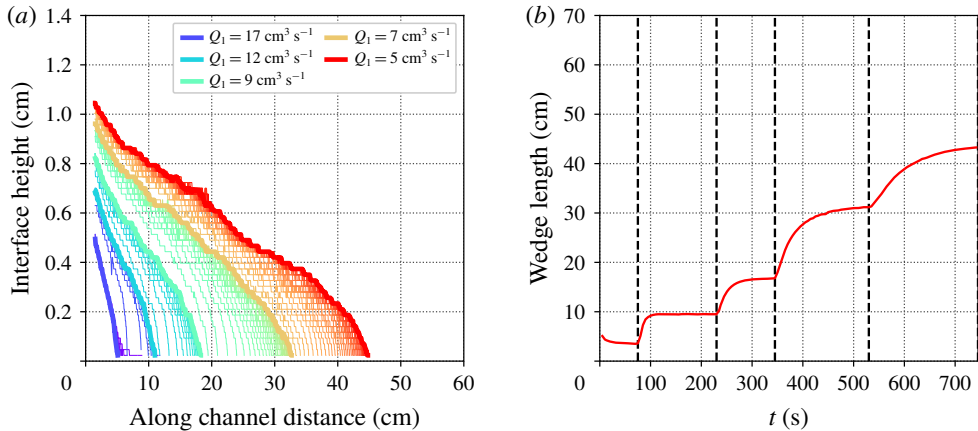 (a)
1.4
1.2
1.0
0.8
0.6
0.4
0.2
0
10
20
30
40
50
60
Interface height (cm)
Along channel distance (cm)
Q₁ = 17 cm³ s⁻¹
Q₁ = 12 cm³ s⁻¹
Q₁ = 9 cm³ s⁻¹
Q₁ = 7 cm³ s⁻¹
Q₁ = 5 cm³ s⁻¹
(b)
70
60
50
40
30
20
10
0
100
200
300
400
500
600
700
Wedge length (cm)
t (s)